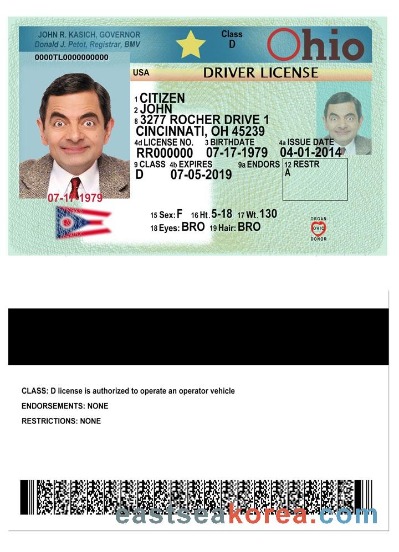 JOHN R. KASICH, GOVERNOR
Donald J. Petot, Registrar, BMV
0000TL0000000000
Class
D
Ohio
USA
DRIVER LICENSE
1 CITIZEN
2 JOHN
8 3277 ROCHER DRIVE 1
CINCINNATI, OH 45239
4d LICENSE NO. 3 BIRTHDATE 4a ISSUE DATE
RR000000 07-17-1979 04-01-2014
9 CLASS 4b EXPIRES 9a ENDORS 12 RESTR
D 07-05-2019 A
07-17-1979
15 Sex: F 16 Ht. 5-18 17 Wt. 130
18 Eyes: BRO 19 Hair: BRO
ORGAN
OHIO
DONOR
CLASS: D license is authorized to operate an operator vehicle
ENDORSEMENTS: NONE
RESTRICTIONS: NONE
eastseakorea.com